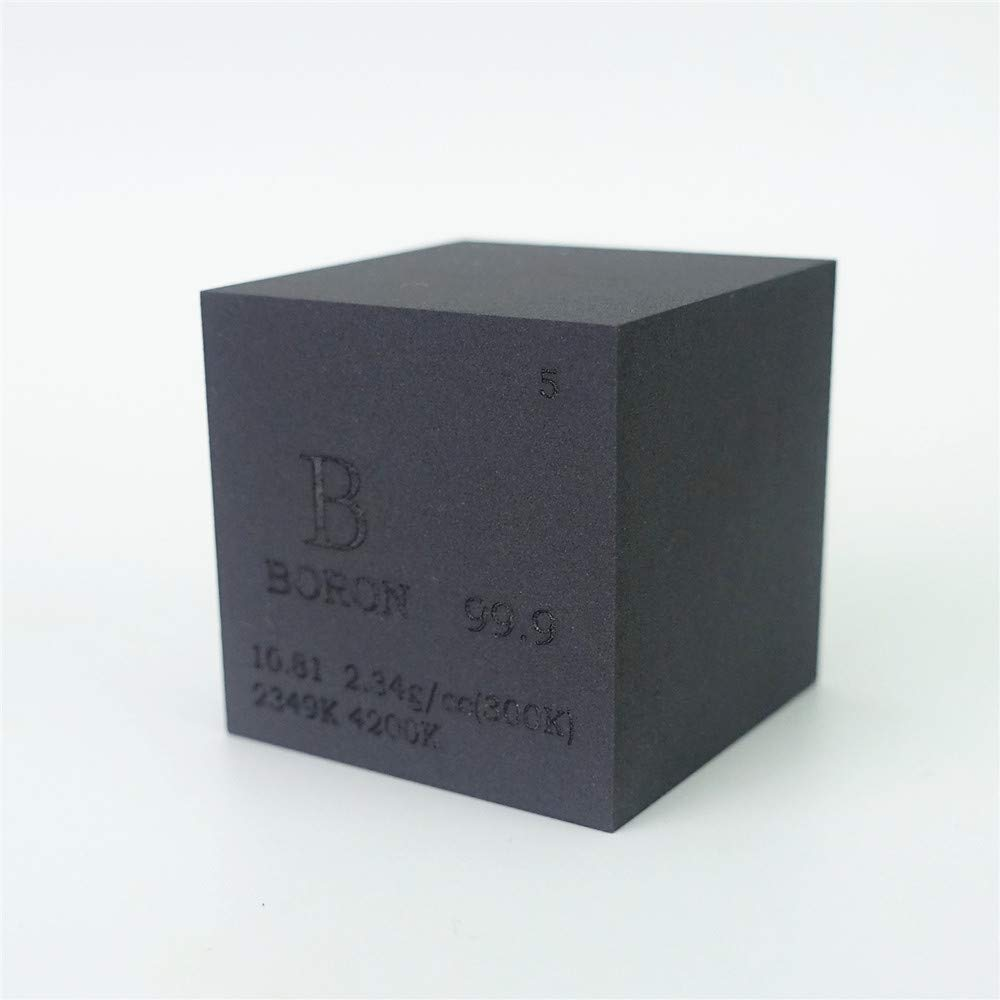 5
B
BORON 99.9
10.81 2.34g/cc(300K)
2349K 4200K